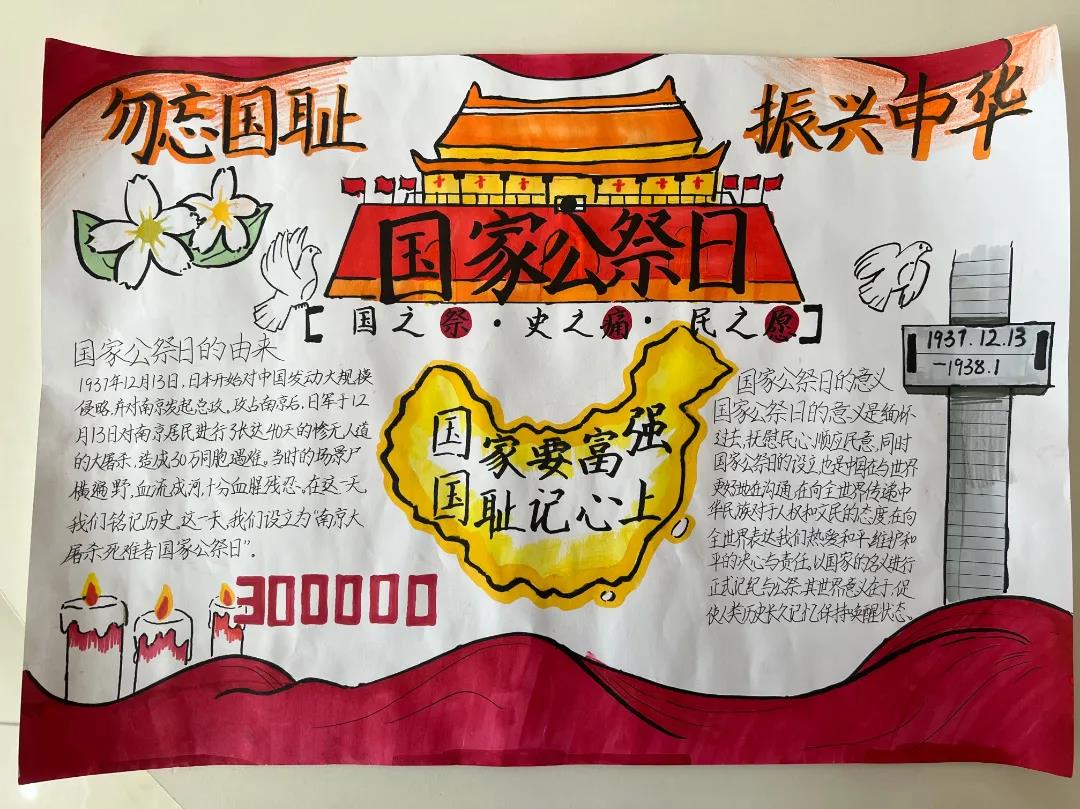 勿忘国耻
振兴中华
国家公祭日
[国之祭·史之痛·民之愿]
国家公祭日的由来
1937年12月13日,日本开始对中国发动大规模
侵略,并对南京发起总攻。攻占南京后,日军于12
月13日对南京居民进行了长达40天的惨无人道
的大屠杀,造成30万同胞遇难。当时的场景尸
横遍野,血流成河,十分血腥残忍。在这一天,
我们铭记历史。这一天,我们设立为"南京大
屠杀死难者国家公祭日"。
300000
国家要富强
国耻记心上
国家公祭日的意义
国家公祭日的意义是缅怀
过去,抚慰民心,顺应民意,同时
国家公祭日的设立,也是中国在与世界
更好地在沟通,在向全世界传递中
华民族对于人权和文民的态度,在向
全世界表达我们热爱和平,维护和
平的决心与责任,以国家的名义进行
正式记纪与公祭,其世界意义在于,促
使人类历史长久记忆保持唤醒状态。
1937.12.13
-1938.1